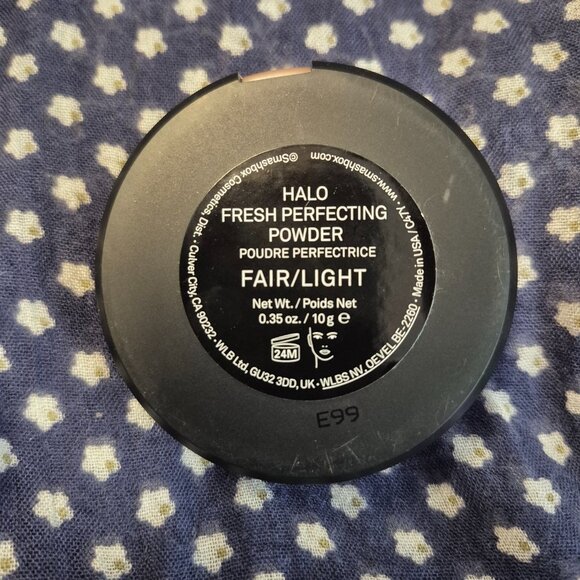 HALO
FRESH PERFECTING
POWDER
POUDRE PERFECTRICE
FAIR/LIGHT
Net Wt. / Poids Net
0.35 oz. / 10 g e
24M
©Smashbox Cosmetics, Dist. • Culver City, CA 90232 • WLB Ltd, GU32 3DD, UK • WLBS NV, OEVEL BE-2260 • Made in USA / C47Y www.smashbox.com
E99